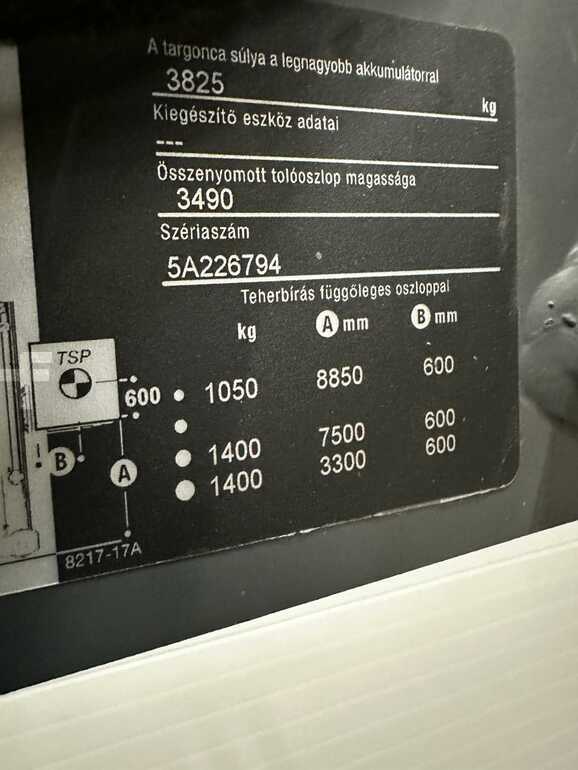 A targonca súlya a legnagyobb akkumulátorral
3825 kg
Kiegészítő eszköz adatai
---
Összenyomott tolóoszlop magassága
3490
Szériaszám
5A226794
Teherbírás függőleges oszloppal
kg A mm B mm
TSP
600
1050 8850 600
1400 7500 600
1400 3300 600
B A
8217-17A